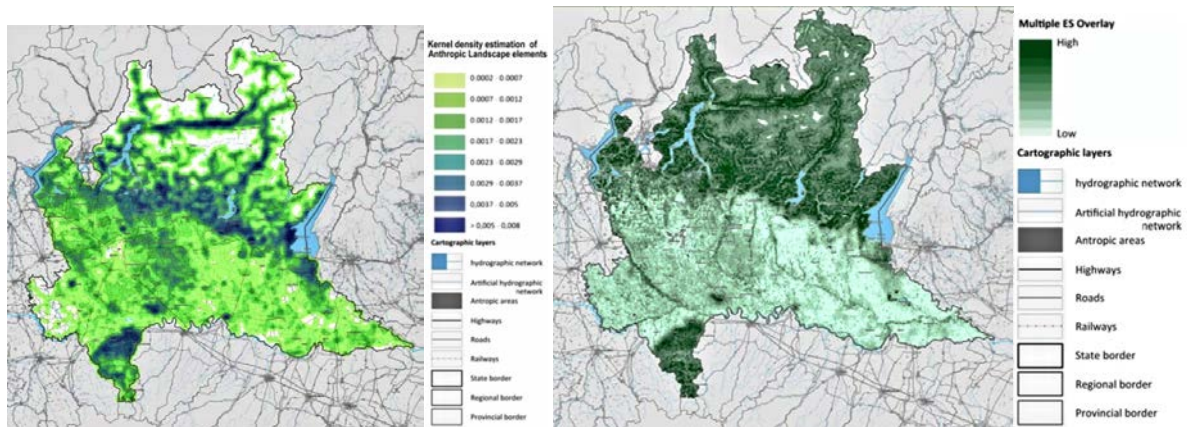 Kernel density estimation of
Anthropic Landscape elements
0.0002 - 0.0007
0.0007 - 0.0012
0.0012 - 0.0017
0.0017 - 0.0023
0.0023 - 0.0029
0.0029 - 0.0037
0,0037 - 0.005
> 0,005 - 0,008
Cartographic layers
hydrographic network
Artificial hydrographic
network
Antropic areas
Highways
Roads
Railways
State border
Regional border
Provincial border
Multiple ES Overlay
High
Low
Cartographic layers
hydrographic network
Artificial hydrographic
network
Antropic areas
Highways
Roads
Railways
State border
Regional border
Provincial border